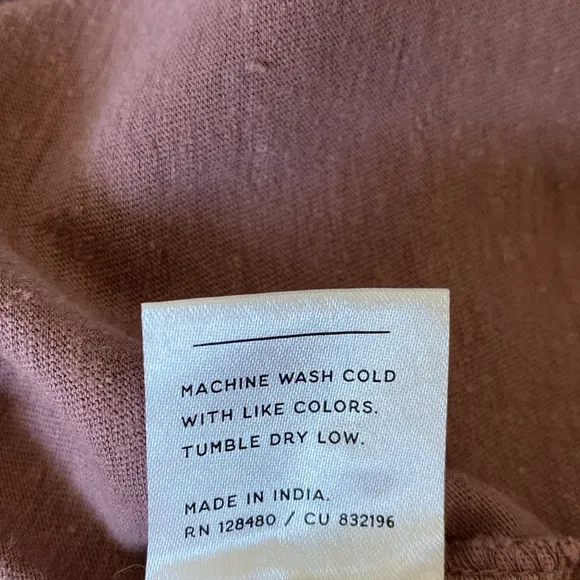 MACHINE WASH COLD
WITH LIKE COLORS.
TUMBLE DRY LOW.
MADE IN INDIA.
RN 128480 / CU 832196